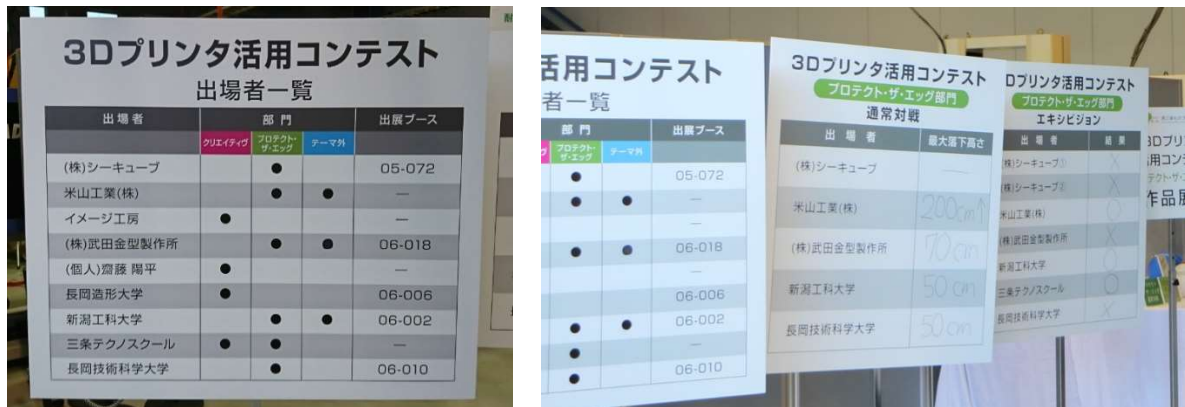 3Dプリンタ活用コンテスト
出場者一覧
出場者 部門 出展ブース
クリエイティヴ プロテクト・ザ・エッグ テーマ外
(株)シーキューブ ● 05-072
米山工業(株) ● ● —
イメージ工房 ● —
(株)武田金型製作所 ● ● 06-018
(個人)齋藤 陽平 ● —
長岡造形大学 ● 06-006
新潟工科大学 ● ● 06-002
三条テクノスクール ● ● —
長岡技術科学大学 ● 06-010
活用コンテスト
者一覧
部門 出展ブース
プロテクト・ザ・エッグ テーマ外
● 05-072
● ● —
—
● ● 06-018
—
06-006
● ● 06-002
● —
● 06-010
3Dプリンタ活用コンテスト
プロテクト・ザ・エッグ部門
通常対戦
出場者 最大落下高さ
(株)シーキューブ —
米山工業(株) 200cm↑
(株)武田金型製作所 70cm
新潟工科大学 50cm
長岡技術科学大学 50cm
Dプリンタ活用コンテスト
プロテクト・ザ・エッグ部門
エキシビジョン
出場者 結果
(株)シーキューブ① ×
(株)シーキューブ② ×
米山工業(株) ○
(株)武田金型製作所 ×
新潟工科大学 ○
三条テクノスクール ○
長岡技術科学大学 ×
3Dプリ
用コン
作品展